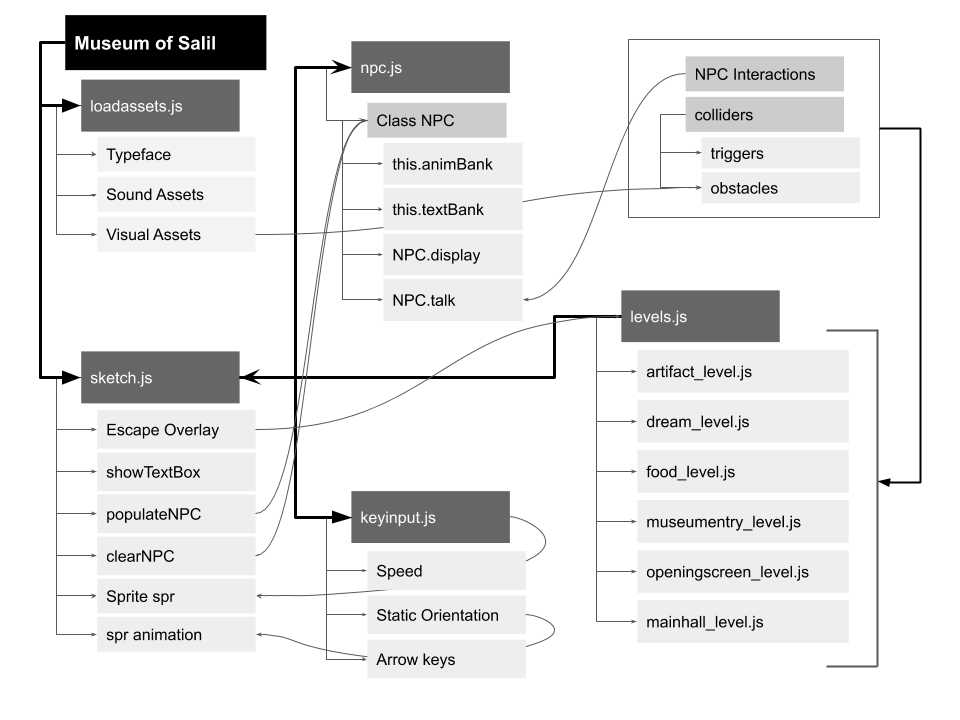 Museum of Salil
loadassets.js
Typeface
Sound Assets
Visual Assets
sketch.js
Escape Overlay
showTextBox
populateNPC
clearNPC
Sprite spr
spr animation
npc.js
Class NPC
this.animBank
this.textBank
NPC.display
NPC.talk
keyinput.js
Speed
Static Orientation
Arrow keys
NPC Interactions
colliders
triggers
obstacles
levels.js
artifact_level.js
dream_level.js
food_level.js
museumentry_level.js
openingscreen_level.js
mainhall_level.js